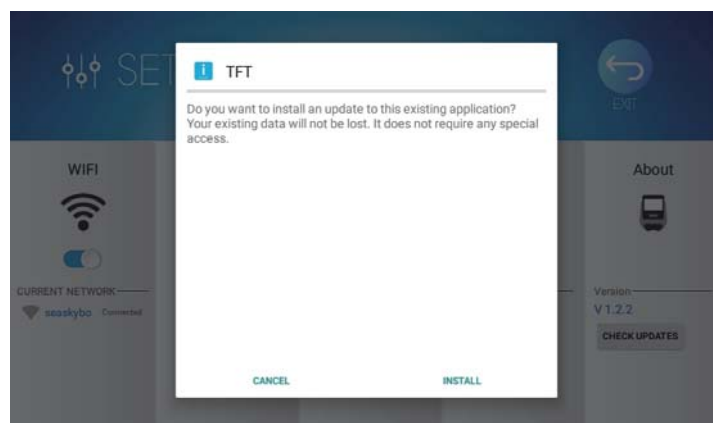 SET
TFT
EXIT
Do you want to install an update to this existing application?
Your existing data will not be lost. It does not require any special
access.
WIFI
About
CURRENT NETWORK
seaskybo Connected
Version
V 1.2.2
CHECK UPDATES
CANCEL
INSTALL